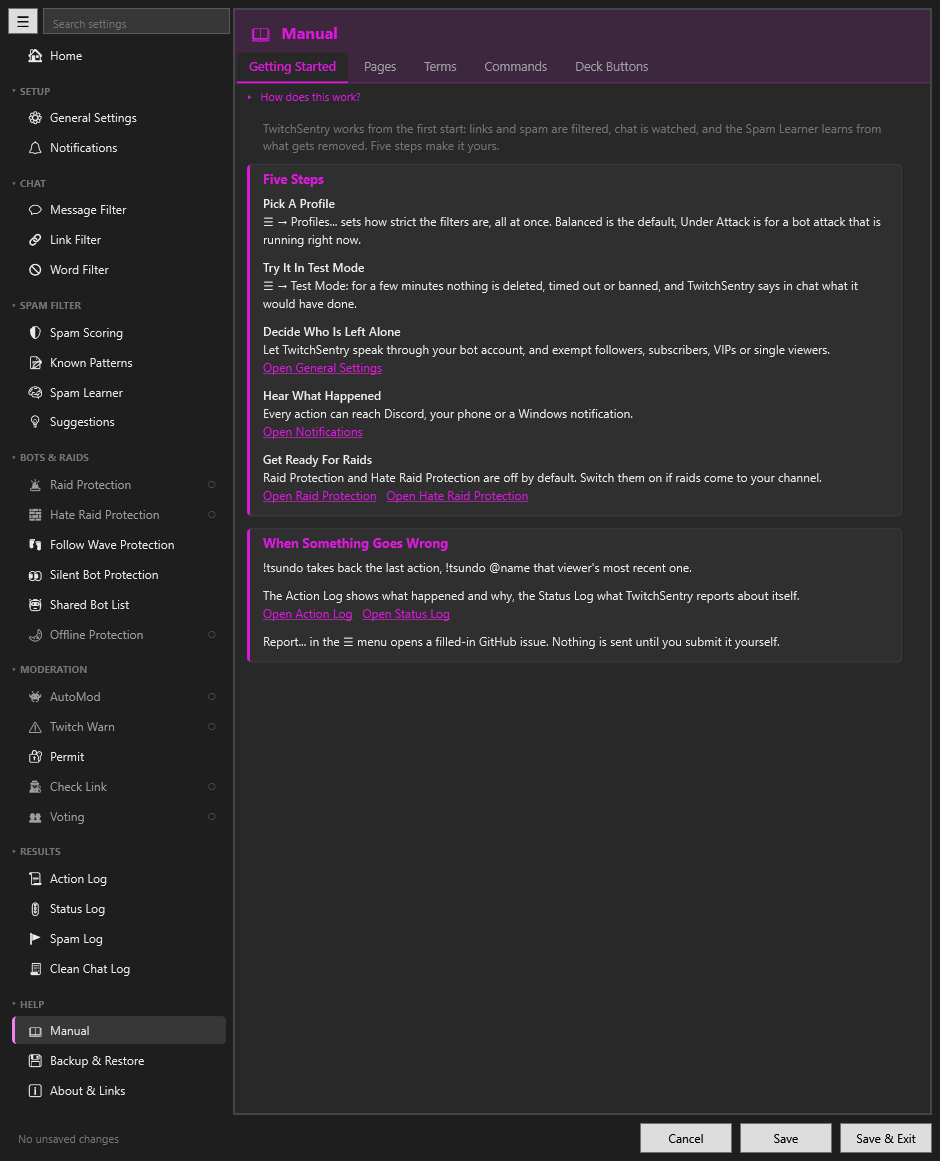 ☰ Search settings
Home
SETUP
General Settings
Notifications
CHAT
Message Filter
Link Filter
Word Filter
SPAM FILTER
Spam Scoring
Known Patterns
Spam Learner
Suggestions
BOTS & RAIDS
Raid Protection
Hate Raid Protection
Follow Wave Protection
Silent Bot Protection
Shared Bot List
Offline Protection
MODERATION
AutoMod
Twitch Warn
Permit
Check Link
Voting
RESULTS
Action Log
Status Log
Spam Log
Clean Chat Log
HELP
Manual
Backup & Restore
About & Links
No unsaved changes
Manual
Getting Started Pages Terms Commands Deck Buttons
How does this work?
TwitchSentry works from the first start: links and spam are filtered, chat is watched, and the Spam Learner learns from
what gets removed. Five steps make it yours.
Five Steps
Pick A Profile
☰ → Profiles... sets how strict the filters are, all at once. Balanced is the default, Under Attack is for a bot attack that is
running right now.
Try It In Test Mode
☰ → Test Mode: for a few minutes nothing is deleted, timed out or banned, and TwitchSentry says in chat what it
would have done.
Decide Who Is Left Alone
Let TwitchSentry speak through your bot account, and exempt followers, subscribers, VIPs or single viewers.
Open General Settings
Hear What Happened
Every action can reach Discord, your phone or a Windows notification.
Open Notifications
Get Ready For Raids
Raid Protection and Hate Raid Protection are off by default. Switch them on if raids come to your channel.
Open Raid Protection Open Hate Raid Protection
When Something Goes Wrong
!tsundo takes back the last action, !tsundo @name that viewer's most recent one.
The Action Log shows what happened and why, the Status Log what TwitchSentry reports about itself.
Open Action Log Open Status Log
Report... in the ☰ menu opens a filled-in GitHub issue. Nothing is sent until you submit it yourself.
Cancel Save Save & Exit